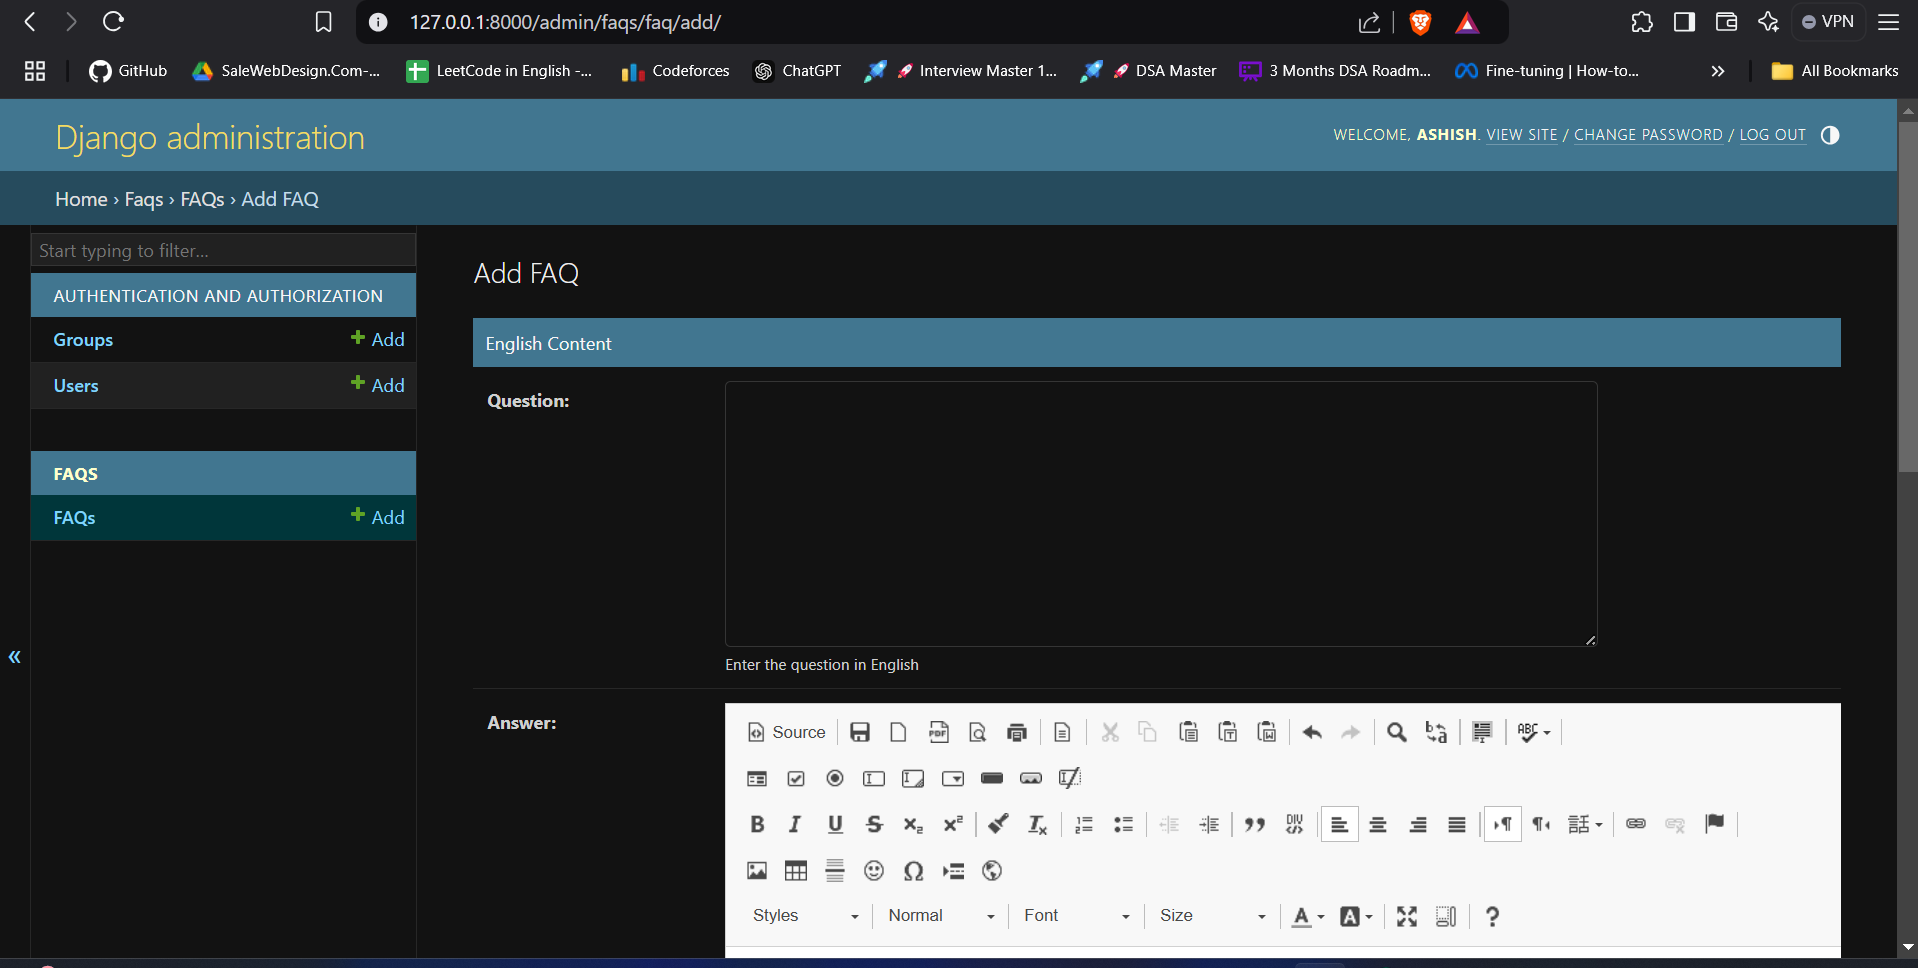 127.0.0.1:8000/admin/faqs/faq/add/
VPN
GitHub SaleWebDesign.Com-... LeetCode in English -... Codeforces ChatGPT Interview Master 1... DSA Master 3 Months DSA Roadm... Fine-tuning | How-to... » All Bookmarks
Django administration
WELCOME, ASHISH. VIEW SITE / CHANGE PASSWORD / LOG OUT
Home › Faqs › FAQs › Add FAQ
Start typing to filter...
AUTHENTICATION AND AUTHORIZATION
Groups Add
Users Add
FAQS
FAQs Add
«
Add FAQ
English Content
Question:
Enter the question in English
Answer:
Source
Styles Normal Font Size